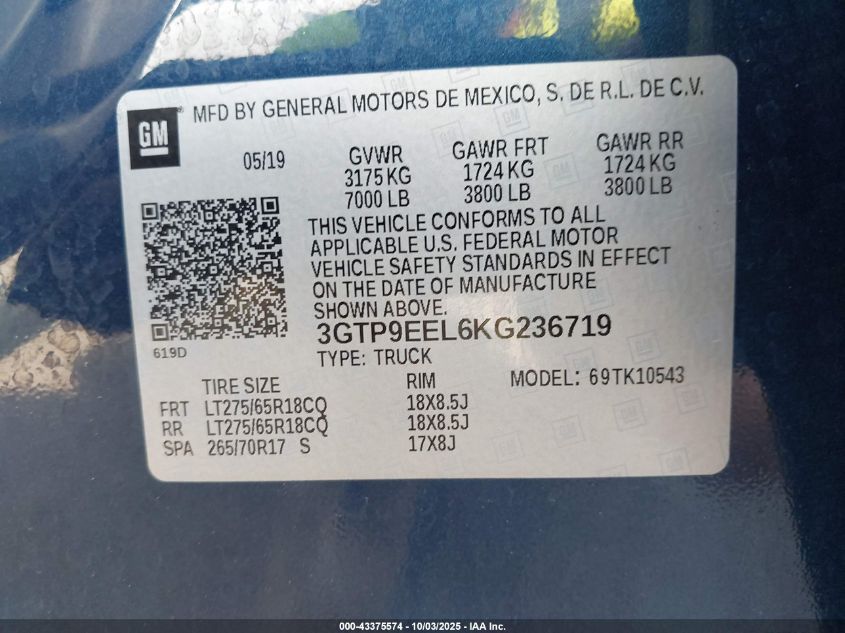 GM MFD BY GENERAL MOTORS DE MEXICO, S. DE R.L. DE C.V.
05/19 GVWR GAWR FRT GAWR RR
3175 KG 1724 KG 1724 KG
7000 LB 3800 LB 3800 LB
THIS VEHICLE CONFORMS TO ALL
APPLICABLE U.S. FEDERAL MOTOR
VEHICLE SAFETY STANDARDS IN EFFECT
ON THE DATE OF MANUFACTURE
SHOWN ABOVE.
3GTP9EEL6KG236719
619D
TYPE: TRUCK
TIRE SIZE RIM MODEL: 69TK10543
FRT LT275/65R18CQ 18X8.5J
RR LT275/65R18CQ 18X8.5J
SPA 265/70R17 S 17X8J
000-43375574 - 10/03/2025 - IAA Inc.